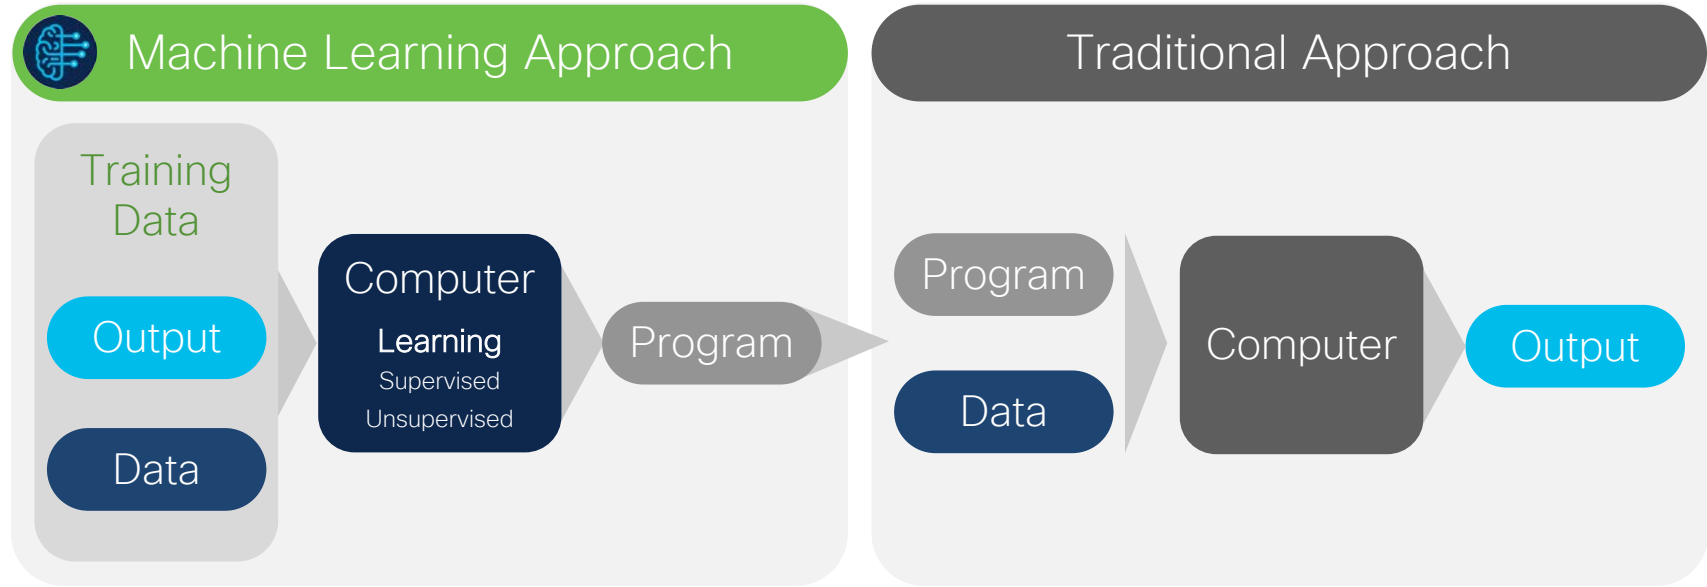 Machine Learning Approach
Training
Data
Output
Data
Computer
Learning
Supervised
Unsupervised
Program
Traditional Approach
Program
Data
Computer
Output